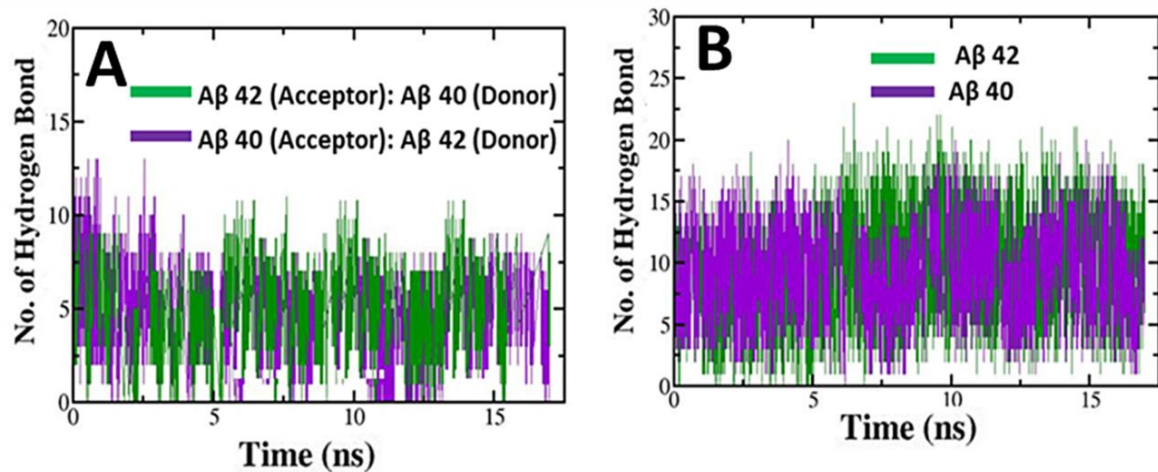 A
Aβ 42 (Acceptor): Aβ 40 (Donor)
Aβ 40 (Acceptor): Aβ 42 (Donor)
No. of Hydrogen Bond
20
15
10
5
0
0 5 10 15
Time (ns)
B
Aβ 42
Aβ 40
No. of Hydrogen Bond
30
25
20
15
10
5
0
0 5 10 15
Time (ns)